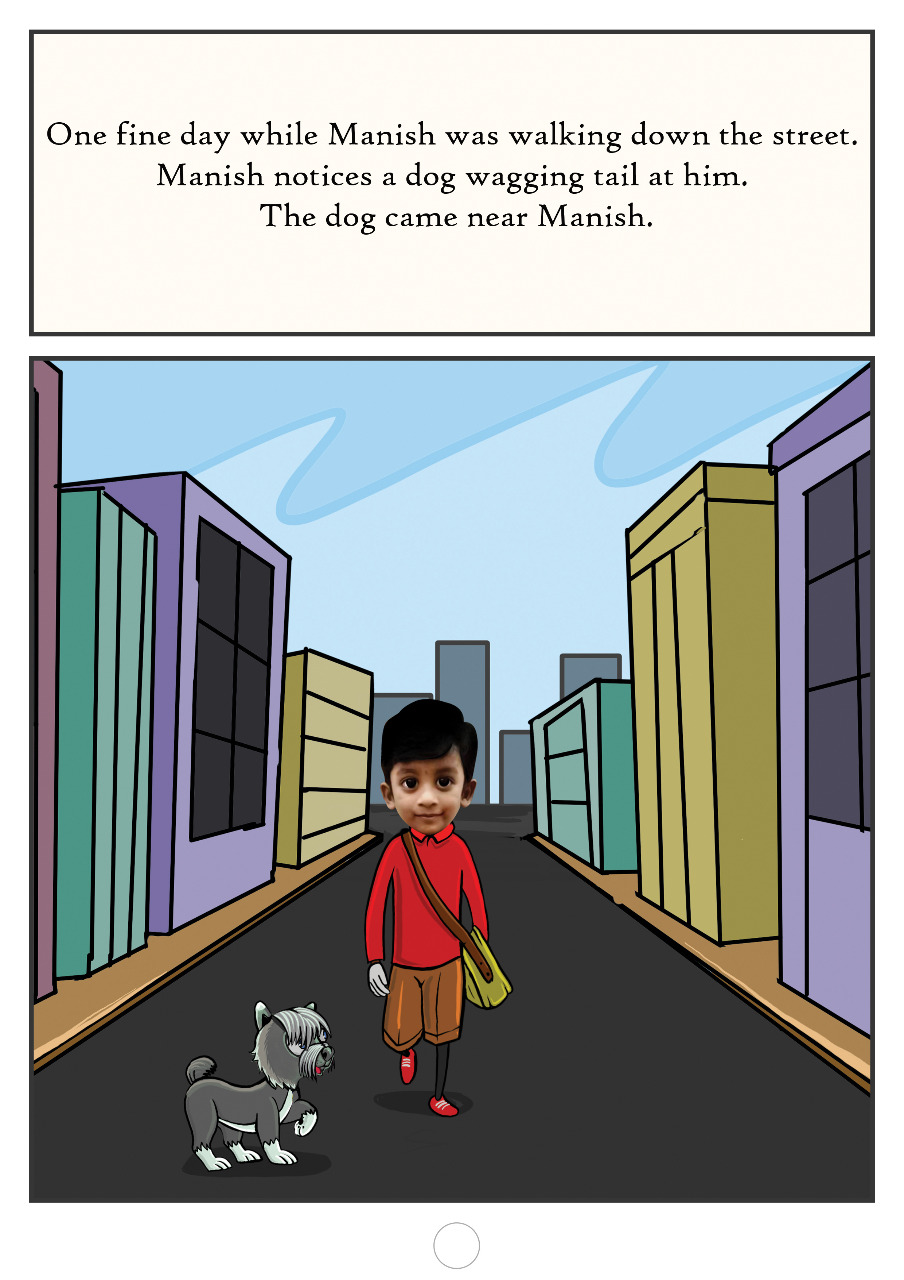 One fine day while Manish was walking down the street.
Manish notices a dog wagging tail at him.
The dog came near Manish.